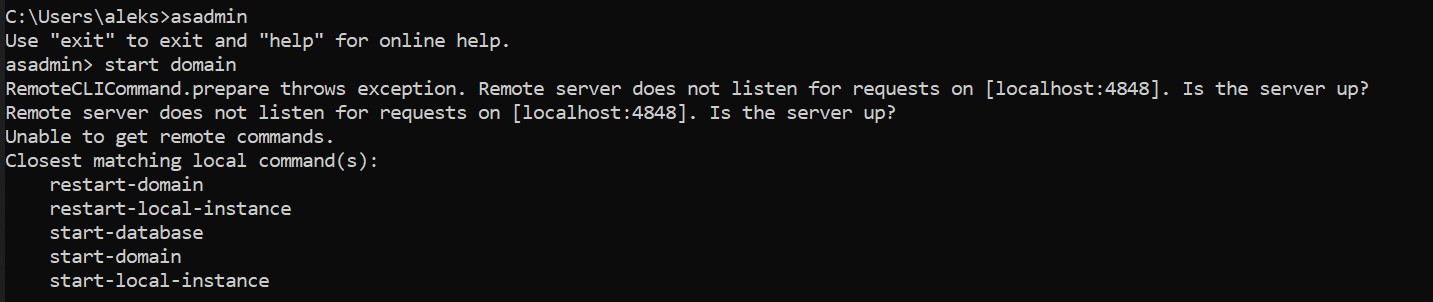 C:\Users\aleks>asadmin
Use "exit" to exit and "help" for online help.
asadmin> start domain
RemoteCLICommand.prepare throws exception. Remote server does not listen for requests on [localhost:4848]. Is the server up?
Remote server does not listen for requests on [localhost:4848]. Is the server up?
Unable to get remote commands.
Closest matching local command(s):
    restart-domain
    restart-local-instance
    start-database
    start-domain
    start-local-instance